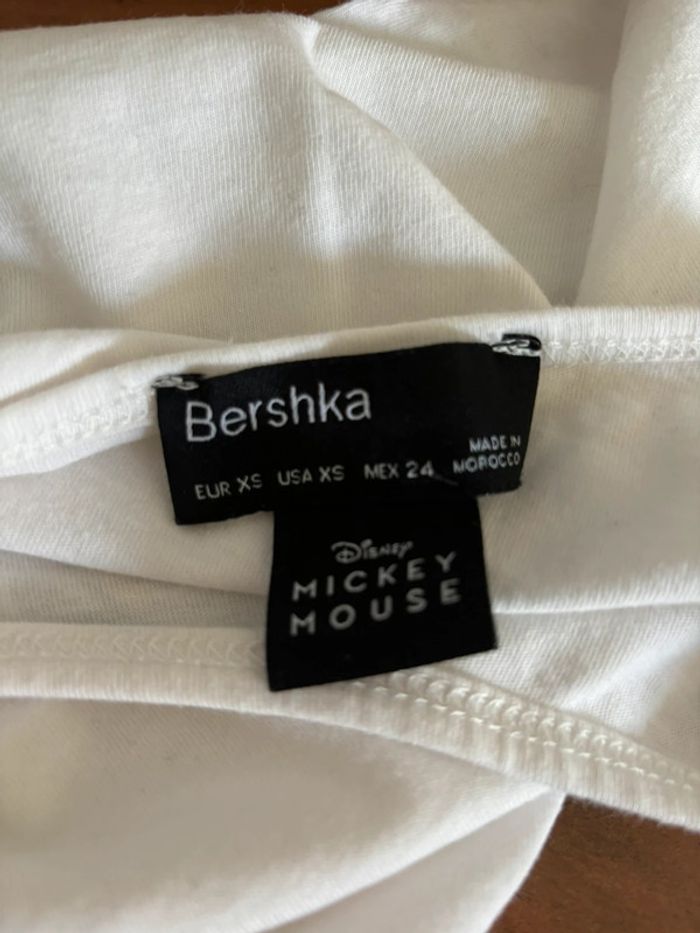 Bershka
EUR XS USA XS MEX 24
MADE IN
MOROCCO
Disney
MICKEY
MOUSE